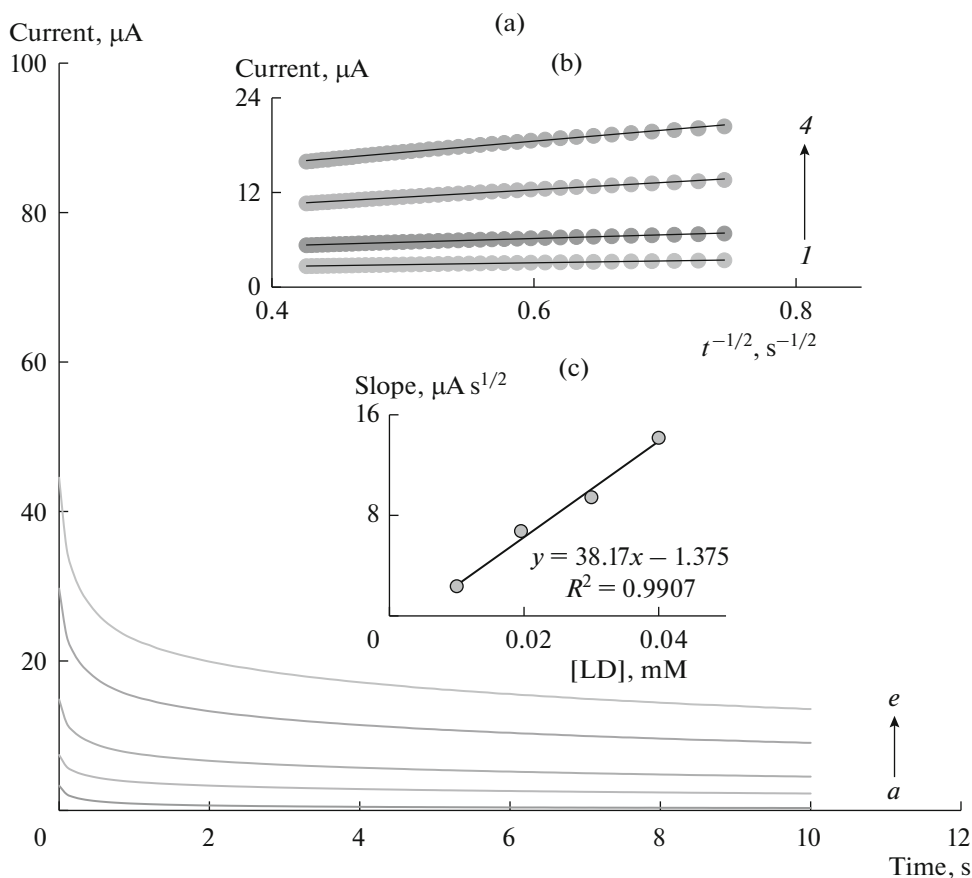 (a)
Current, μA
100
80
60
40
20
0
2
4
6
8
10
12
Time, s
e
a
(b)
Current, μA
24
12
0
0.4
0.6
0.8
t⁻¹/², s⁻¹/²
4
1
(c)
Slope, μA s¹/²
16
8
0
0.02
0.04
[LD], mM
y = 38.17x − 1.375
R² = 0.9907